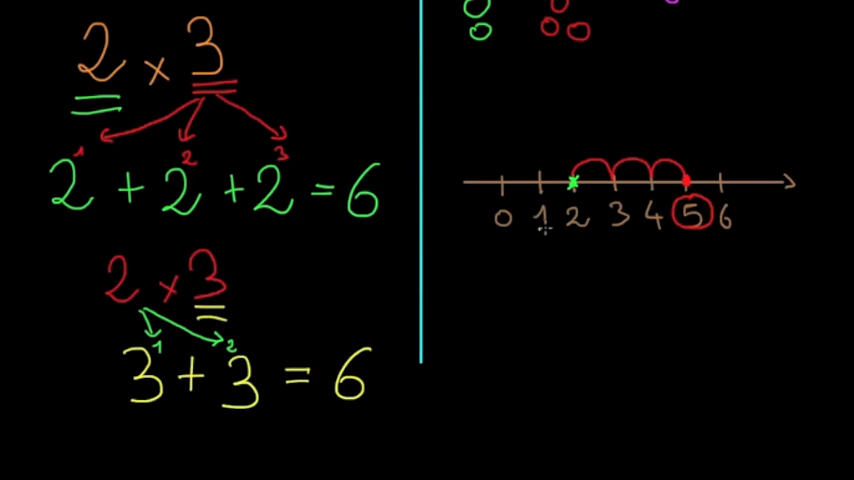 2 × 3
1 2 3
2 + 2 + 2 = 6
2 × 3
1 2
3 + 3 = 6
0 1 2 3 4 5 6